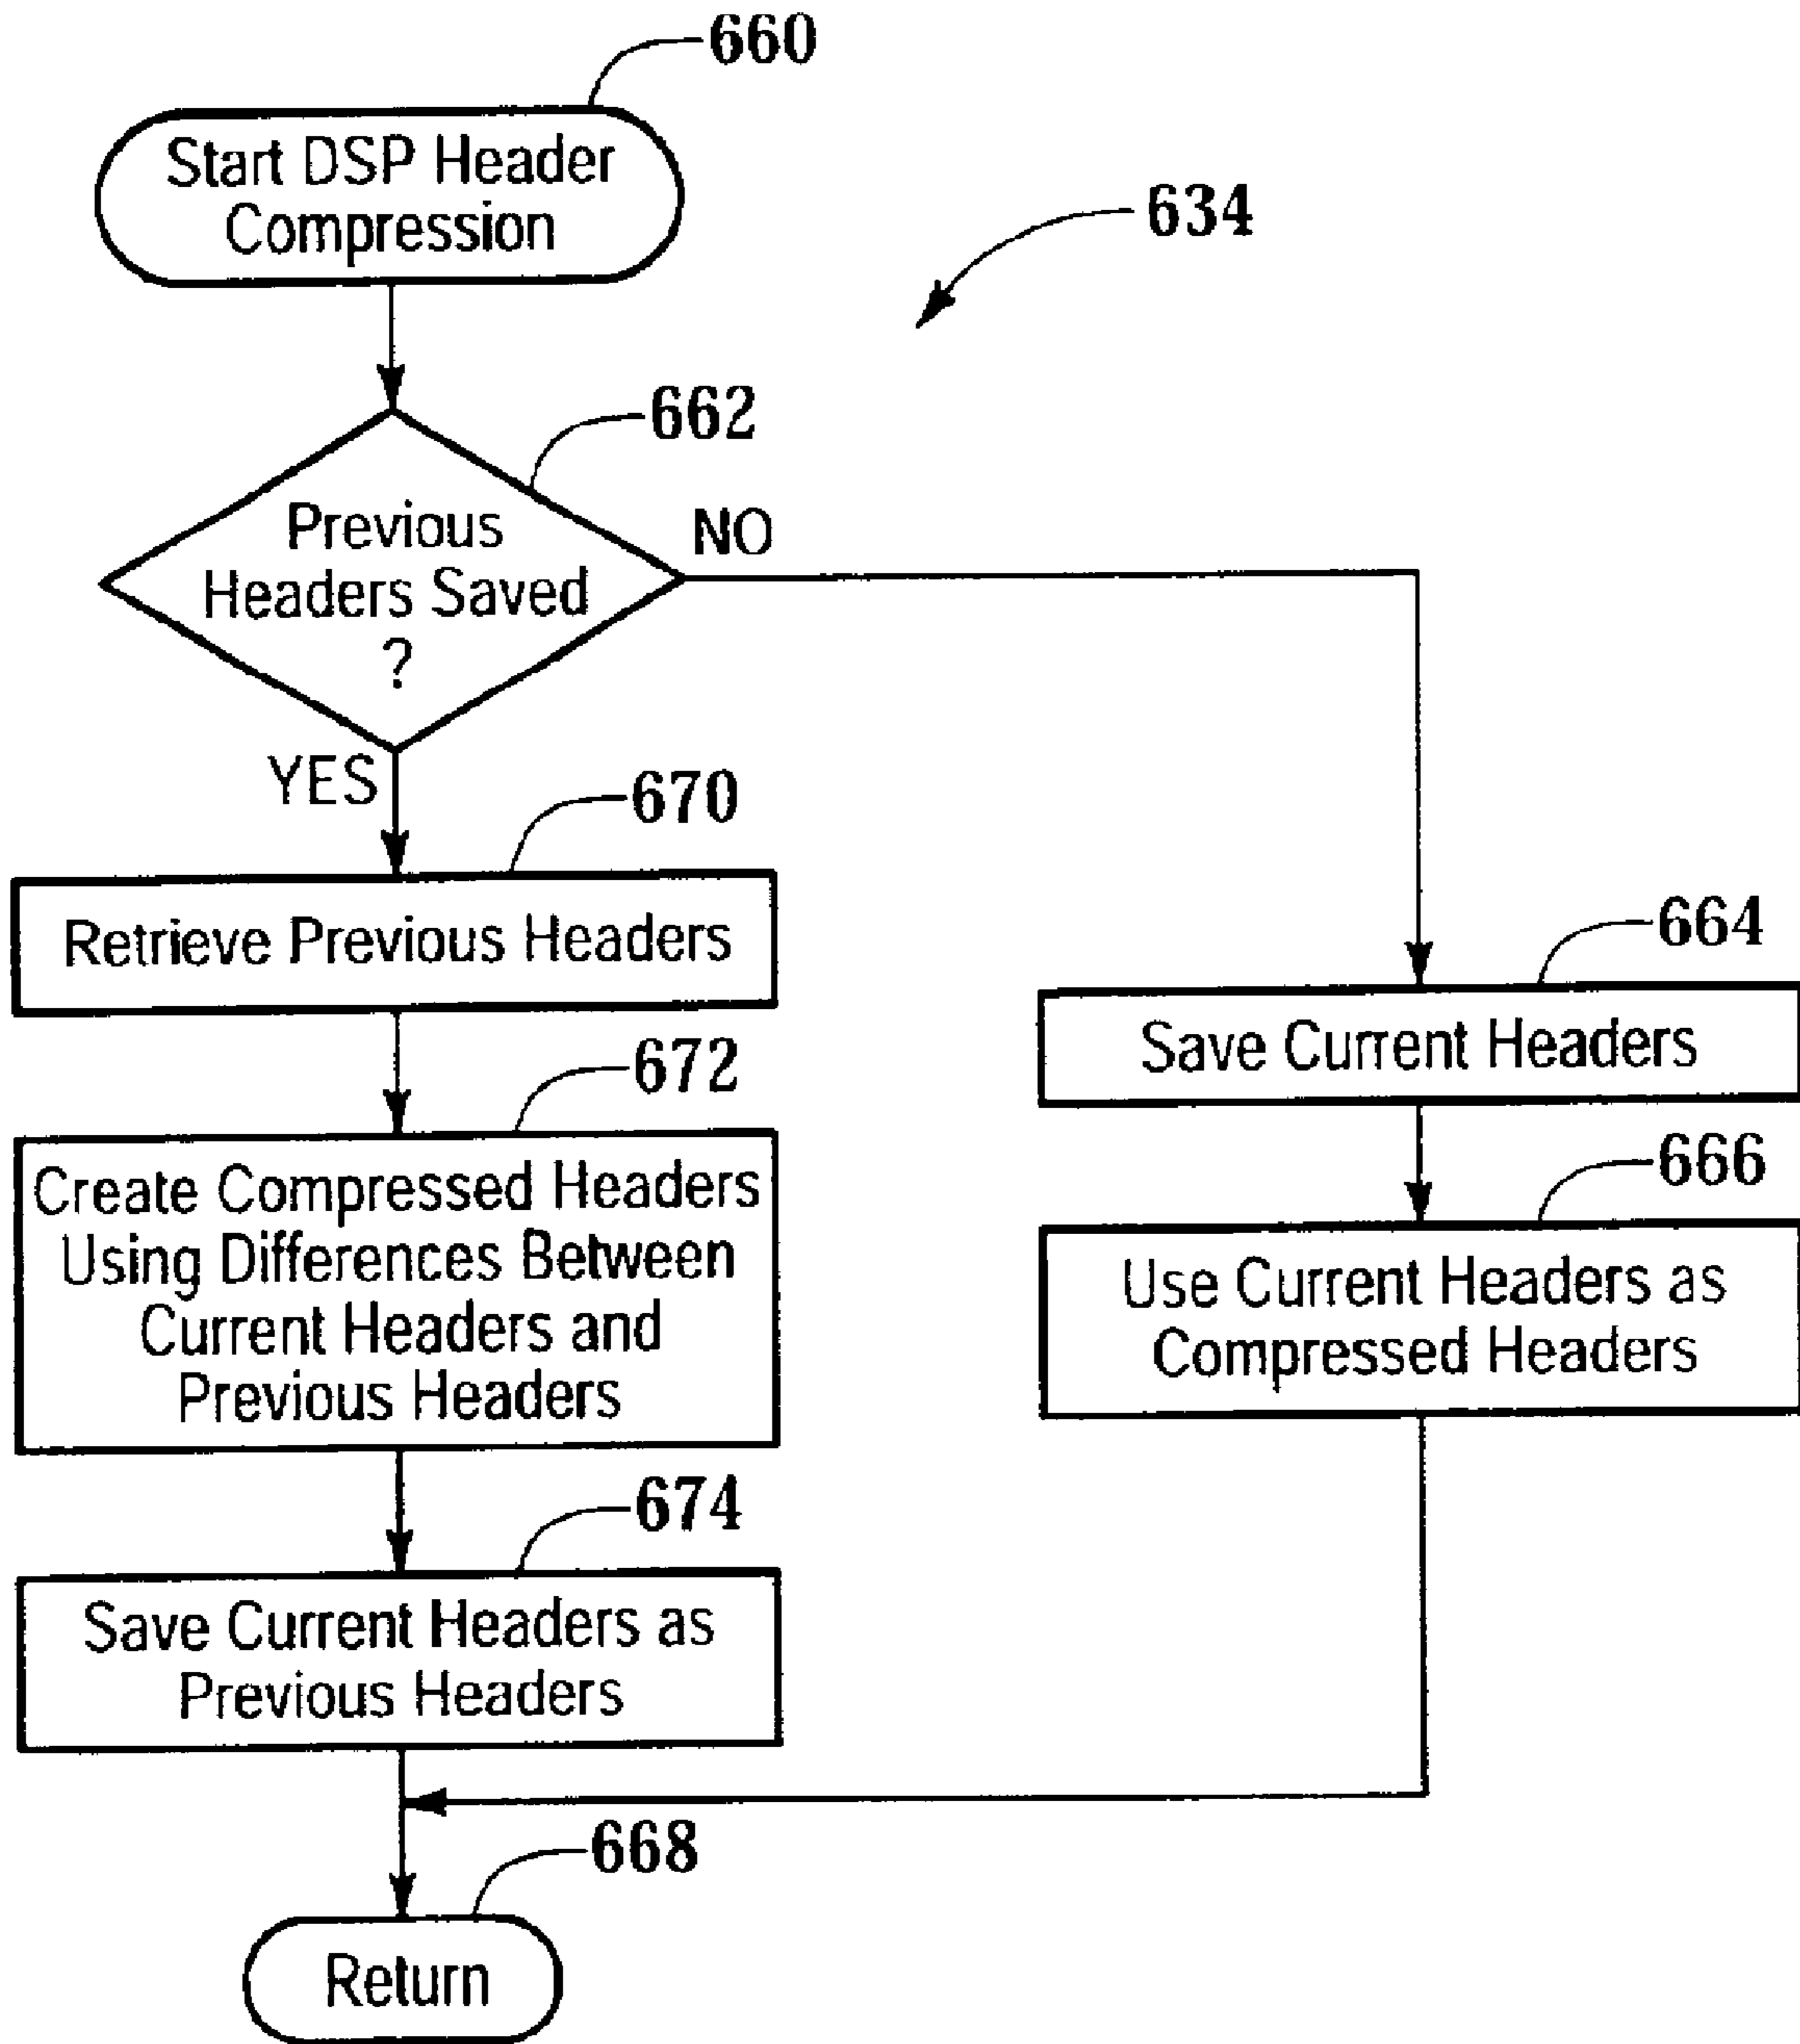 660
Start DSP Header
Compression
634
662
Previous
Headers Saved
?
NO
YES
670
Retrieve Previous Headers
664
Save Current Headers
672
Create Compressed Headers
Using Differences Between
Current Headers and
Previous Headers
666
Use Current Headers as
Compressed Headers
674
Save Current Headers as
Previous Headers
668
Return